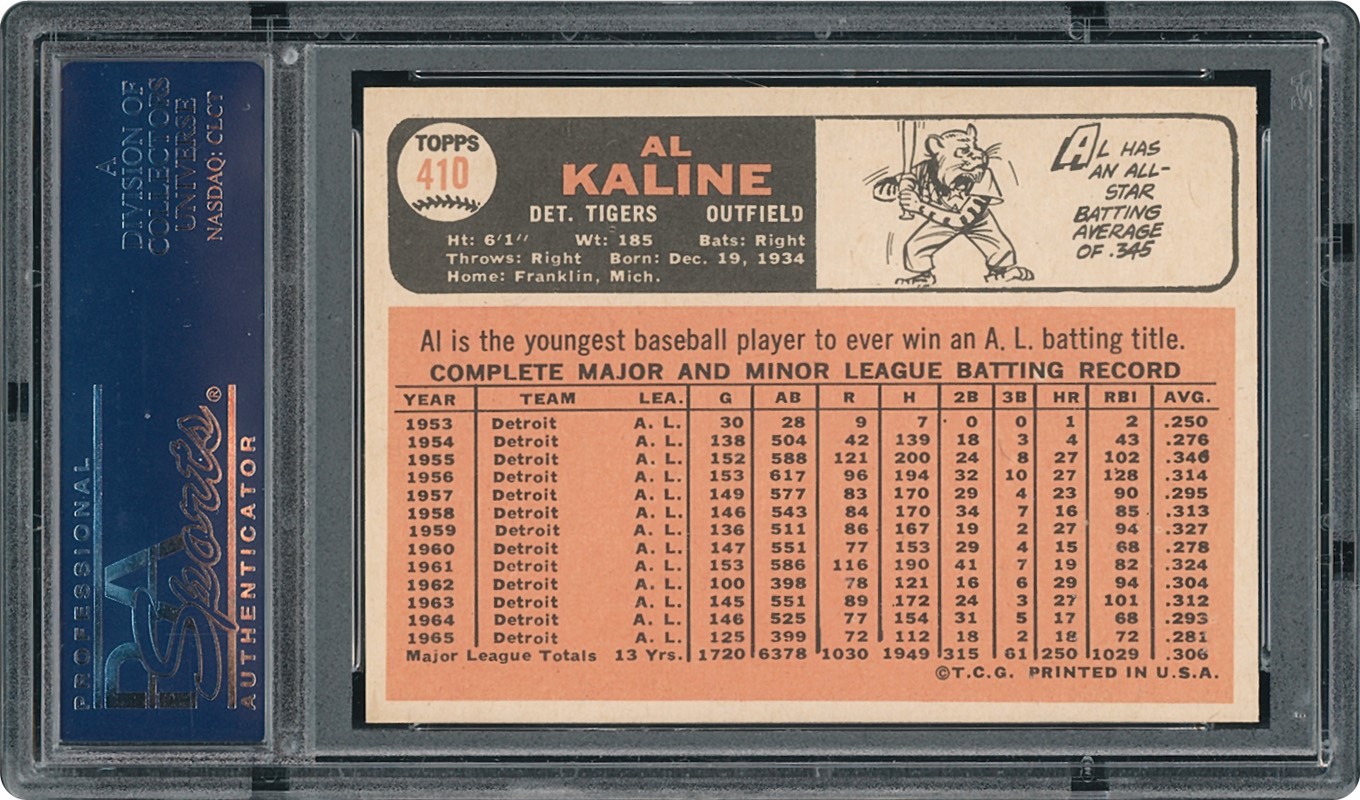 A
DIVISION OF
COLLECTORS
UNIVERSE
NASDAQ: CLCT
PROFESSIONAL
PSA
Sports®
AUTHENTICATOR
TOPPS
410
AL
KALINE
DET. TIGERS OUTFIELD
Ht: 6'1" Wt: 185 Bats: Right
Throws: Right Born: Dec. 19, 1934
Home: Franklin, Mich.
AL HAS
AN ALL-
STAR
BATTING
AVERAGE
OF .345
Al is the youngest baseball player to ever win an A. L. batting title.
COMPLETE MAJOR AND MINOR LEAGUE BATTING RECORD
YEAR TEAM LEA. G AB R H 2B 3B HR RBI AVG.
1953 Detroit A. L. 30 28 9 7 0 0 1 2 .250
1954 Detroit A. L. 138 504 42 139 18 3 4 43 .276
1955 Detroit A. L. 152 588 121 200 24 8 27 102 .340
1956 Detroit A. L. 153 617 96 194 32 10 27 128 .314
1957 Detroit A. L. 149 577 83 170 29 4 23 90 .295
1958 Detroit A. L. 146 543 84 170 34 7 16 85 .313
1959 Detroit A. L. 136 511 86 167 19 2 27 94 .327
1960 Detroit A. L. 147 551 77 153 29 4 15 68 .278
1961 Detroit A. L. 153 586 116 190 41 7 19 82 .324
1962 Detroit A. L. 100 398 78 121 16 6 29 94 .304
1963 Detroit A. L. 145 551 89 172 24 3 27 101 .312
1964 Detroit A. L. 146 525 77 154 31 5 17 68 .293
1965 Detroit A. L. 125 399 72 112 18 2 18 72 .281
Major League Totals 13 Yrs. 1720 6378 1030 1949 315 61 250 1029 .306
©T.C.G. PRINTED IN U.S.A.